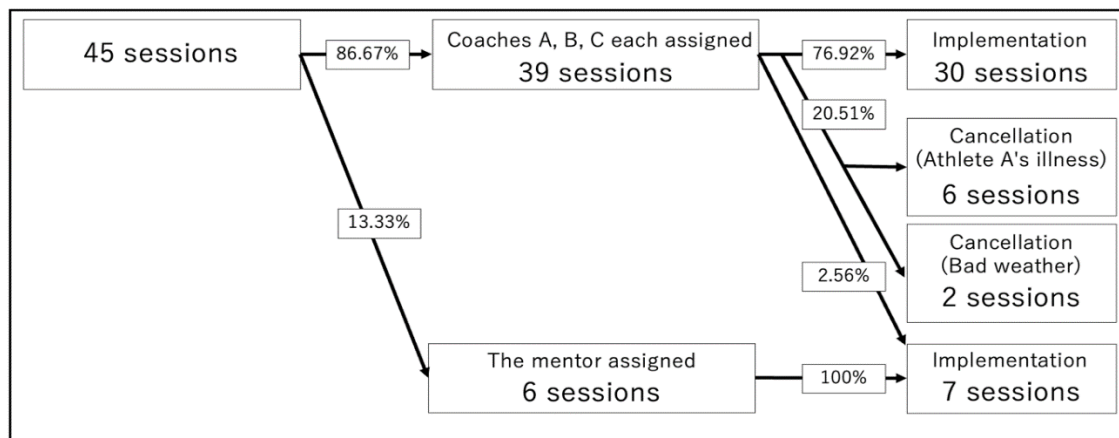 45 sessions
86.67%
Coaches A, B, C each assigned
39 sessions
76.92%
Implementation
30 sessions
20.51%
Cancellation
(Athlete A's illness)
6 sessions
13.33%
Cancellation
(Bad weather)
2 sessions
2.56%
The mentor assigned
6 sessions
100%
Implementation
7 sessions